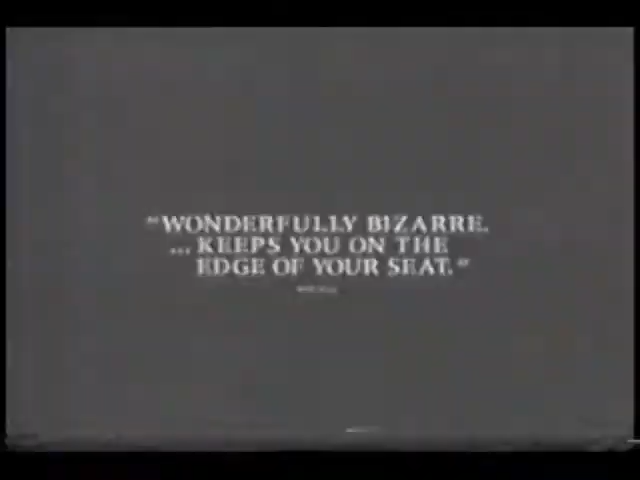 "WONDERFULLY BIZARRE.
... KEEPS YOU ON THE
EDGE OF YOUR SEAT."